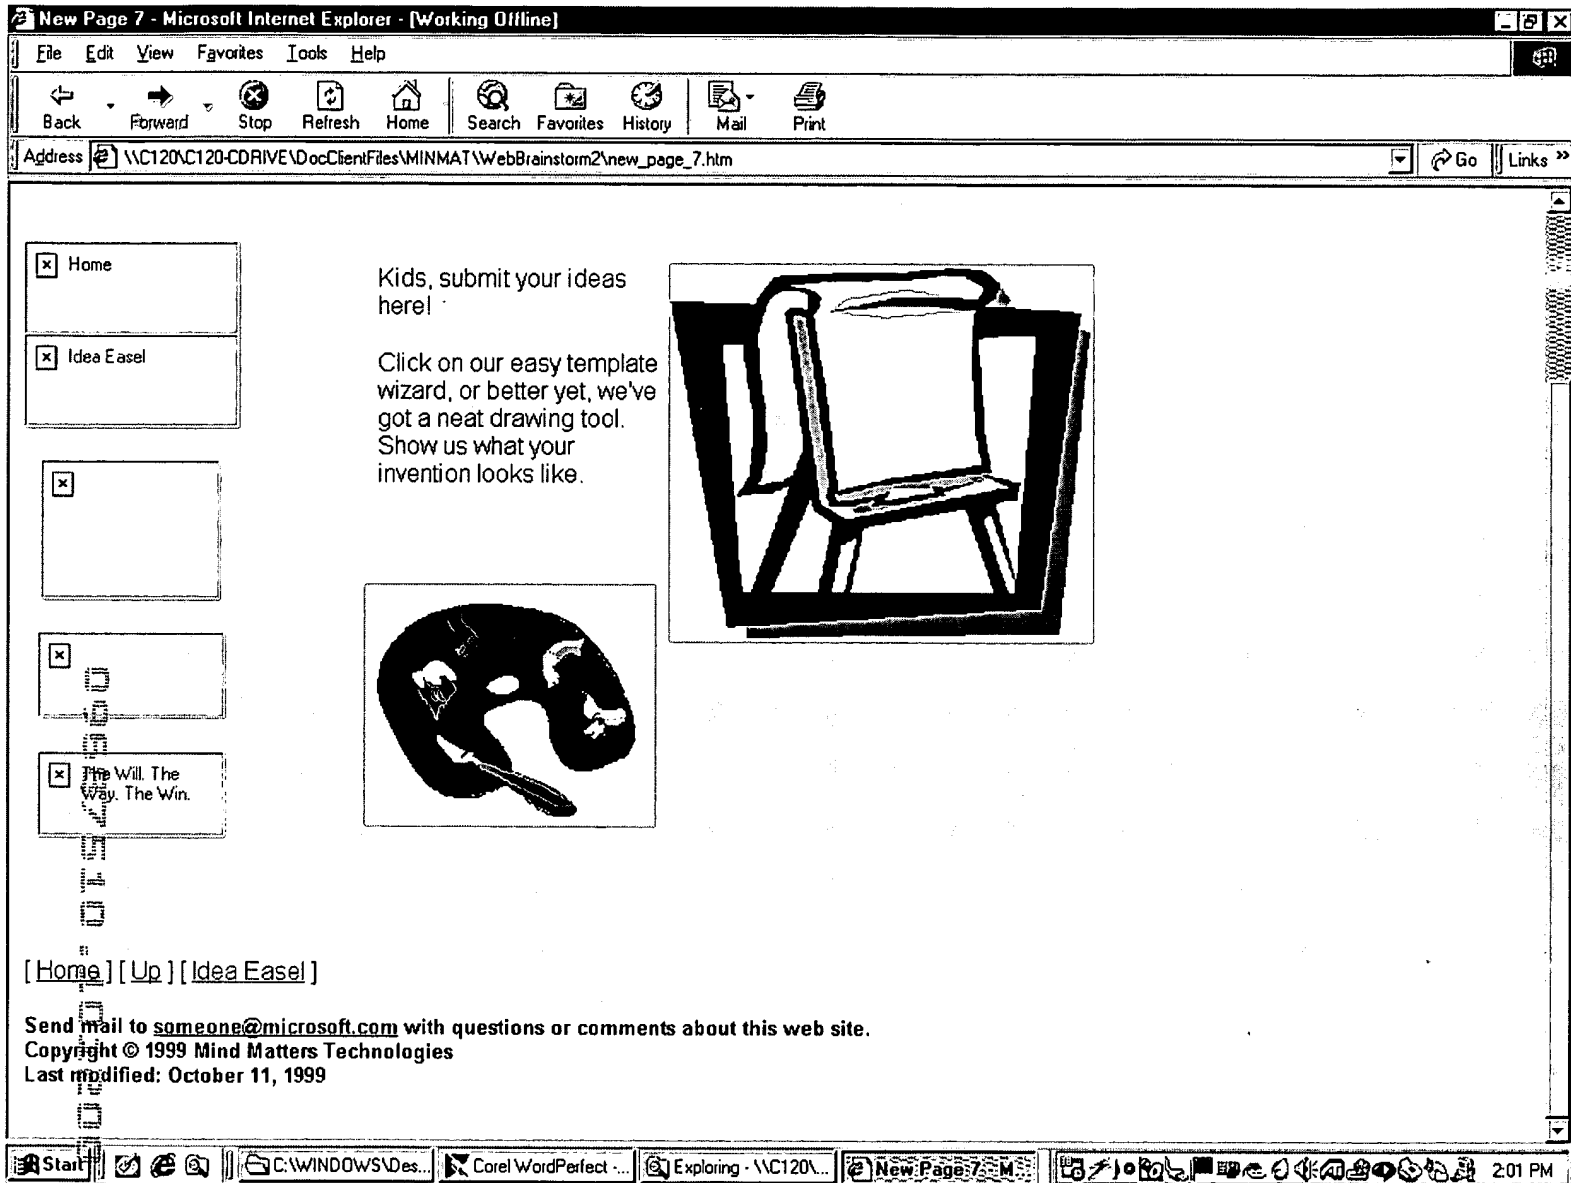 New Page 7 - Microsoft Internet Explorer - [Working Offline]
File Edit View Favorites Tools Help
Back Forward Stop Refresh Home Search Favorites History Mail Print
Address \\C120\C120-CDRIVE\DocClientFiles\MINMAT\WebBrainstorm2\new_page_7.htm Go Links »
Home
Idea Easel
Kids, submit your ideas
here!
Click on our easy template
wizard, or better yet, we've
got a neat drawing tool.
Show us what your
invention looks like.
The Will. The
Way. The Win.
[ Home ] [ Up ] [ Idea Easel ]
Send mail to someone@microsoft.com with questions or comments about this web site.
Copyright © 1999 Mind Matters Technologies
Last modified: October 11, 1999
Start C:\WINDOWS\Des... Corel WordPerfect -... Exploring - \\C120\... New Page 7 - M... 2:01 PM